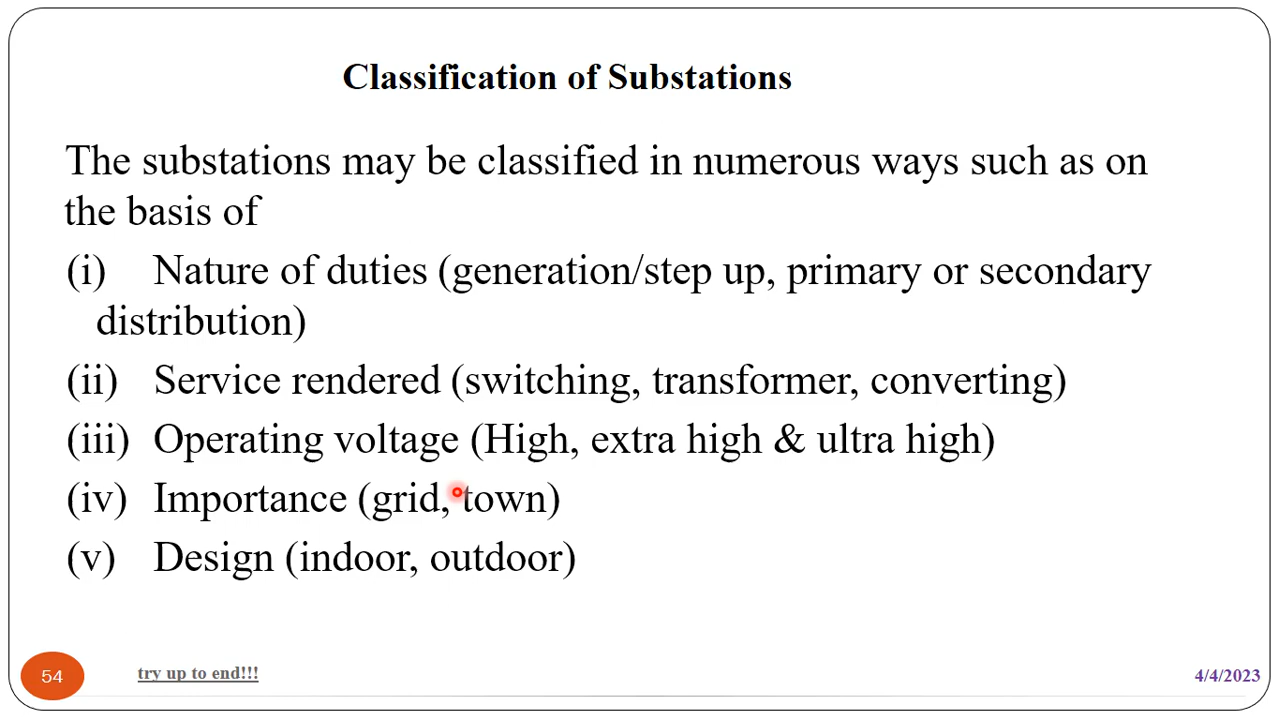 Classification of Substations
The substations may be classified in numerous ways such as on
the basis of
(i) Nature of duties (generation/step up, primary or secondary
distribution)
(ii) Service rendered (switching, transformer, converting)
(iii) Operating voltage (High, extra high & ultra high)
(iv) Importance (grid, town)
(v) Design (indoor, outdoor)
54 try up to end!!! 4/4/2023